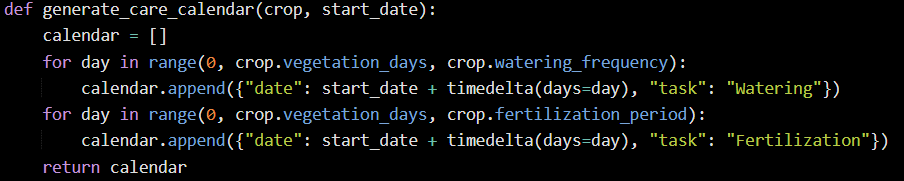 def generate_care_calendar(crop, start_date):
    calendar = []
    for day in range(0, crop.vegetation_days, crop.watering_frequency):
        calendar.append({"date": start_date + timedelta(days=day), "task": "Watering"})
    for day in range(0, crop.vegetation_days, crop.fertilization_period):
        calendar.append({"date": start_date + timedelta(days=day), "task": "Fertilization"})
    return calendar